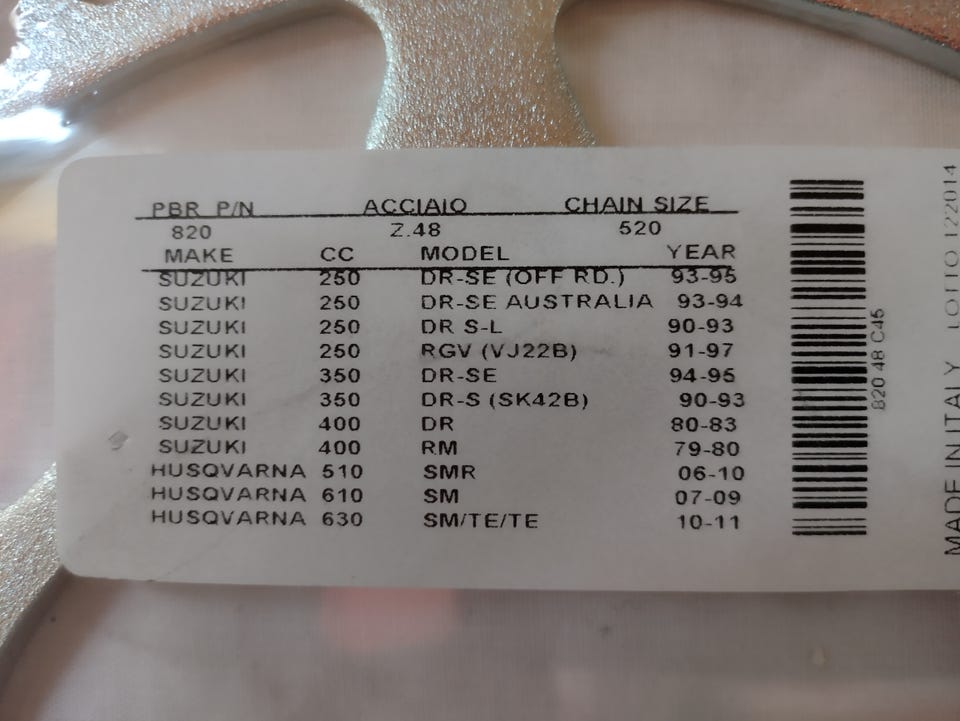 PBR P/N ACCIAIO CHAIN SIZE
820 Z.48 520
MAKE CC MODEL YEAR
SUZUKI 250 DR-SE (OFF RD.) 93-95
SUZUKI 250 DR-SE AUSTRALIA 93-94
SUZUKI 250 DR S-L 90-93
SUZUKI 250 RGV (VJ22B) 91-97
SUZUKI 350 DR-SE 94-95
SUZUKI 350 DR-S (SK42B) 90-93
SUZUKI 400 DR 80-83
SUZUKI 400 RM 79-80
HUSQVARNA 510 SMR 06-10
HUSQVARNA 610 SM 07-09
HUSQVARNA 630 SM/TE/TE 10-11
820 48 C45
MADE IN ITALY LOTTO 122014